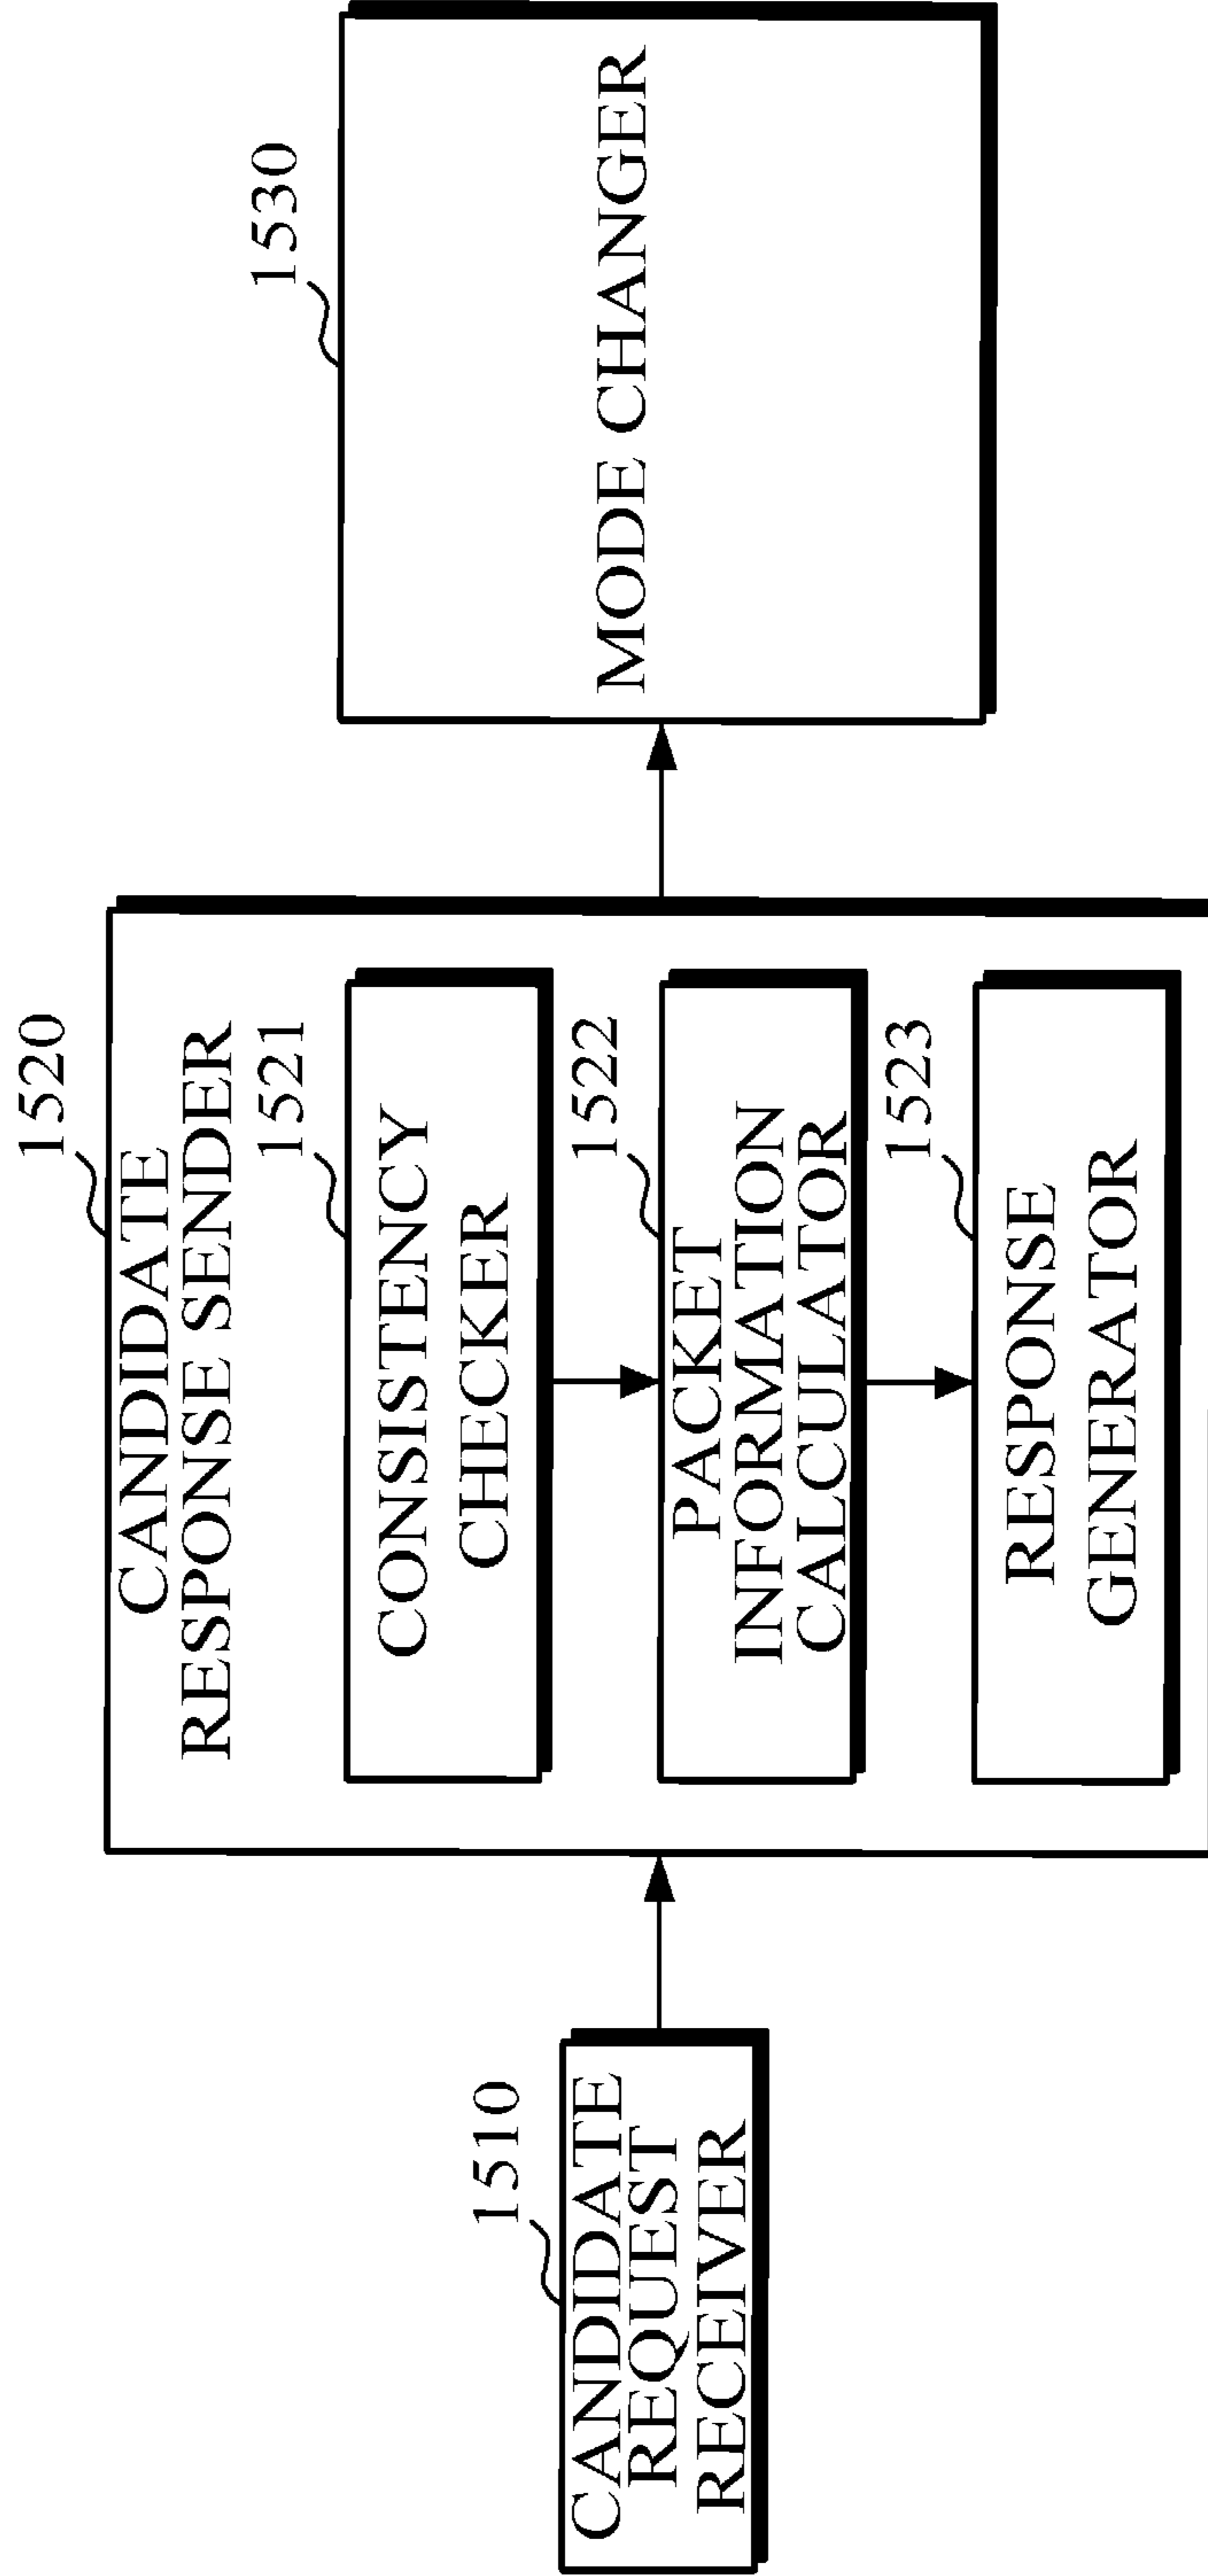 1510
CANDIDATE
REQUEST
RECEIVER
1520
CANDIDATE
RESPONSE SENDER
1521
CONSISTENCY
CHECKER
1522
PACKET
INFORMATION
CALCULATOR
1523
RESPONSE
GENERATOR
1530
MODE CHANGER